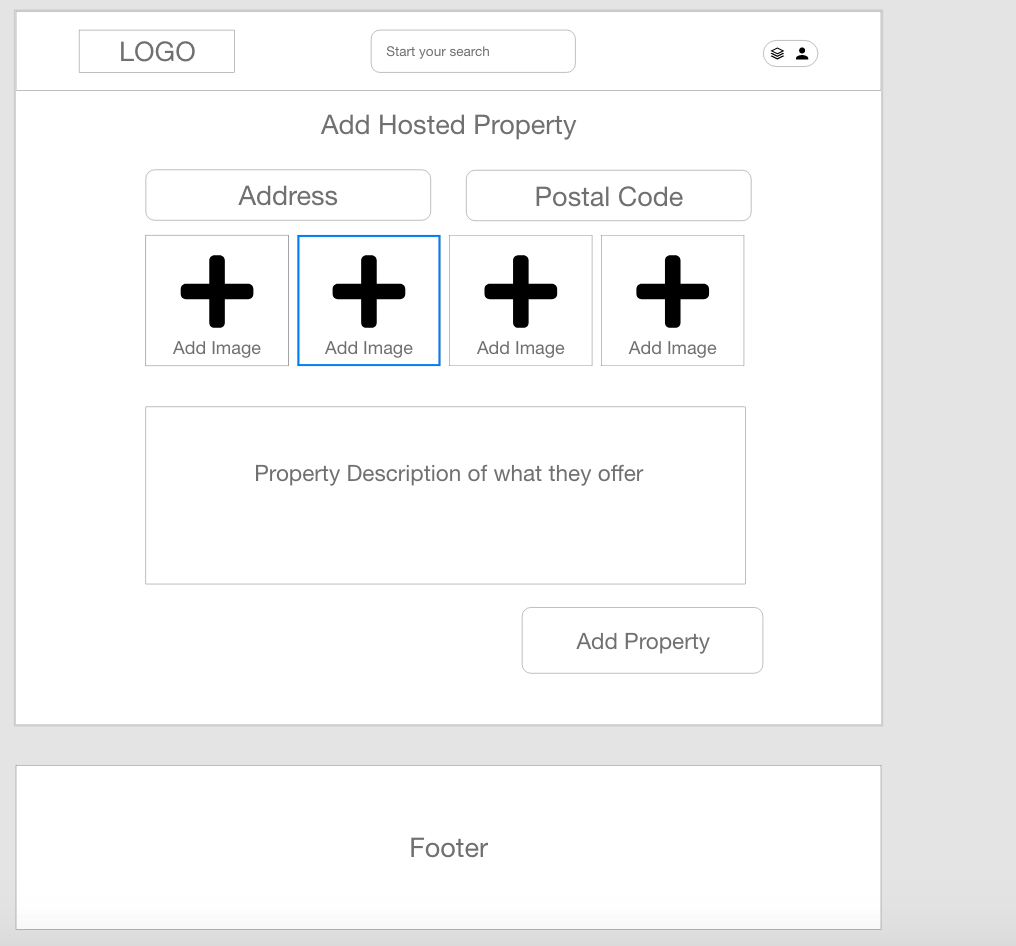 LOGO
Start your search
Add Hosted Property
Address
Postal Code
Add Image
Add Image
Add Image
Add Image
Property Description of what they offer
Add Property
Footer